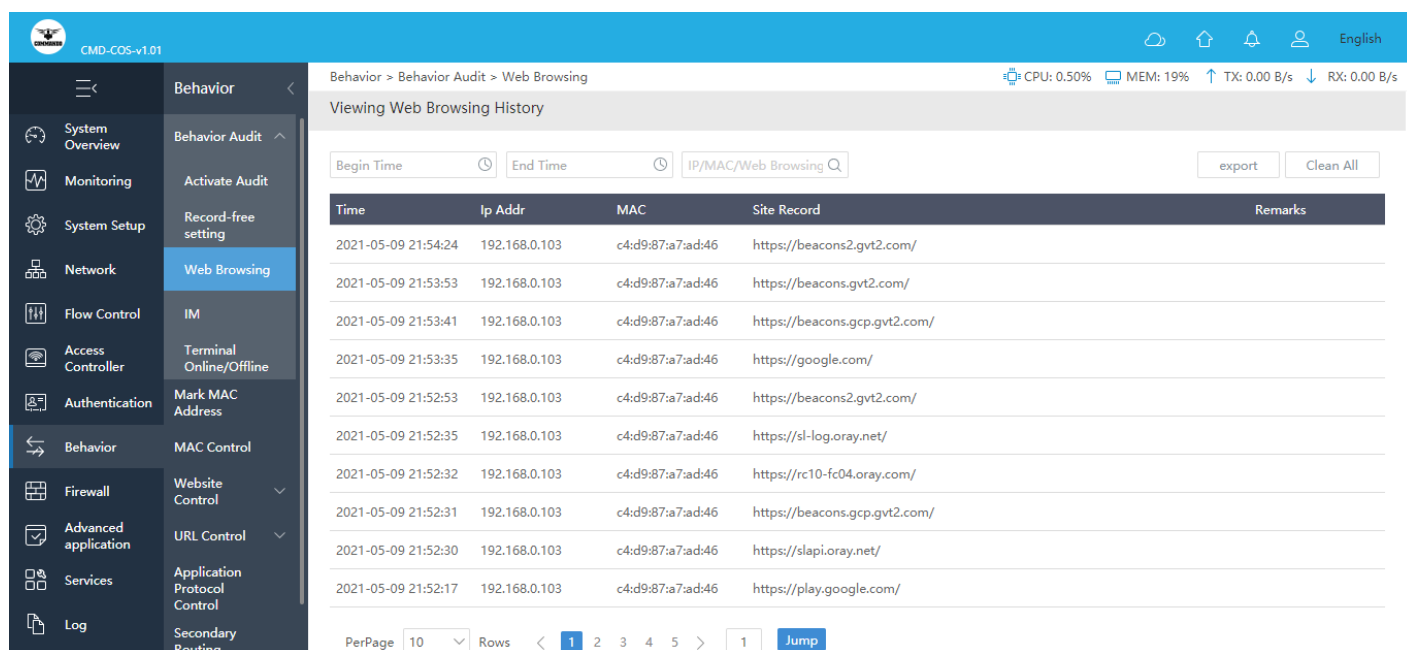 COMMANDO
CMD-COS-v1.01
English
Behavior
Behavior > Behavior Audit > Web Browsing
CPU: 0.50%
MEM: 19%
TX: 0.00 B/s
RX: 0.00 B/s
Viewing Web Browsing History
System
Overview
Monitoring
System Setup
Network
Flow Control
Access
Controller
Authentication
Behavior
Firewall
Advanced
application
Services
Log
Behavior Audit
Activate Audit
Record-free
setting
Web Browsing
IM
Terminal
Online/Offline
Mark MAC
Address
MAC Control
Website
Control
URL Control
Application
Protocol
Control
Secondary
Routing
Begin Time
End Time
IP/MAC/Web Browsing
export
Clean All
Time Ip Addr MAC Site Record Remarks
2021-05-09 21:54:24 192.168.0.103 c4:d9:87:a7:ad:46 https://beacons2.gvt2.com/
2021-05-09 21:53:53 192.168.0.103 c4:d9:87:a7:ad:46 https://beacons.gvt2.com/
2021-05-09 21:53:41 192.168.0.103 c4:d9:87:a7:ad:46 https://beacons.gcp.gvt2.com/
2021-05-09 21:53:35 192.168.0.103 c4:d9:87:a7:ad:46 https://google.com/
2021-05-09 21:52:53 192.168.0.103 c4:d9:87:a7:ad:46 https://beacons2.gvt2.com/
2021-05-09 21:52:35 192.168.0.103 c4:d9:87:a7:ad:46 https://sl-log.oray.net/
2021-05-09 21:52:32 192.168.0.103 c4:d9:87:a7:ad:46 https://rc10-fc04.oray.com/
2021-05-09 21:52:31 192.168.0.103 c4:d9:87:a7:ad:46 https://beacons.gcp.gvt2.com/
2021-05-09 21:52:30 192.168.0.103 c4:d9:87:a7:ad:46 https://slapi.oray.net/
2021-05-09 21:52:17 192.168.0.103 c4:d9:87:a7:ad:46 https://play.google.com/
PerPage 10 Rows < 1 2 3 4 5 > 1 Jump